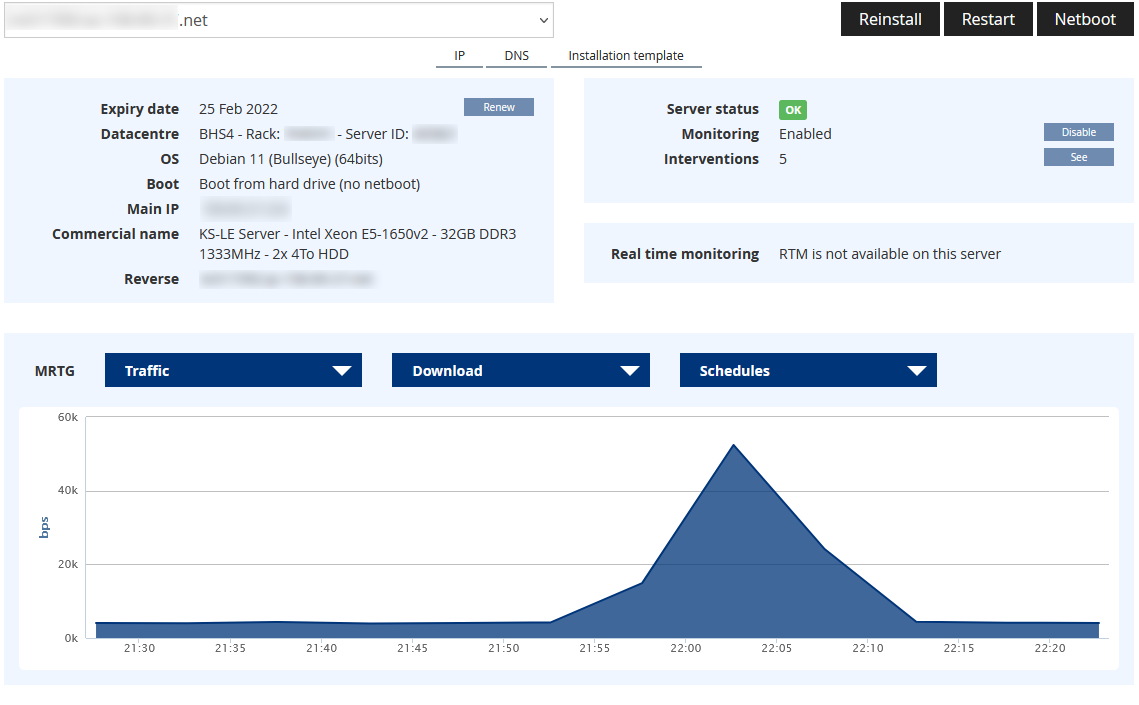 .net
Reinstall Restart Netboot
IP DNS Installation template
Expiry date 25 Feb 2022 Renew
Datacentre BHS4 - Rack: - Server ID:
OS Debian 11 (Bullseye) (64bits)
Boot Boot from hard drive (no netboot)
Main IP
Commercial name KS-LE Server - Intel Xeon E5-1650v2 - 32GB DDR3
1333MHz - 2x 4To HDD
Reverse
Server status OK
Monitoring Enabled Disable
Interventions 5 See
Real time monitoring RTM is not available on this server
MRTG Traffic Download Schedules
60k
40k
bps
20k
0k
21:30 21:35 21:40 21:45 21:50 21:55 22:00 22:05 22:10 22:15 22:20